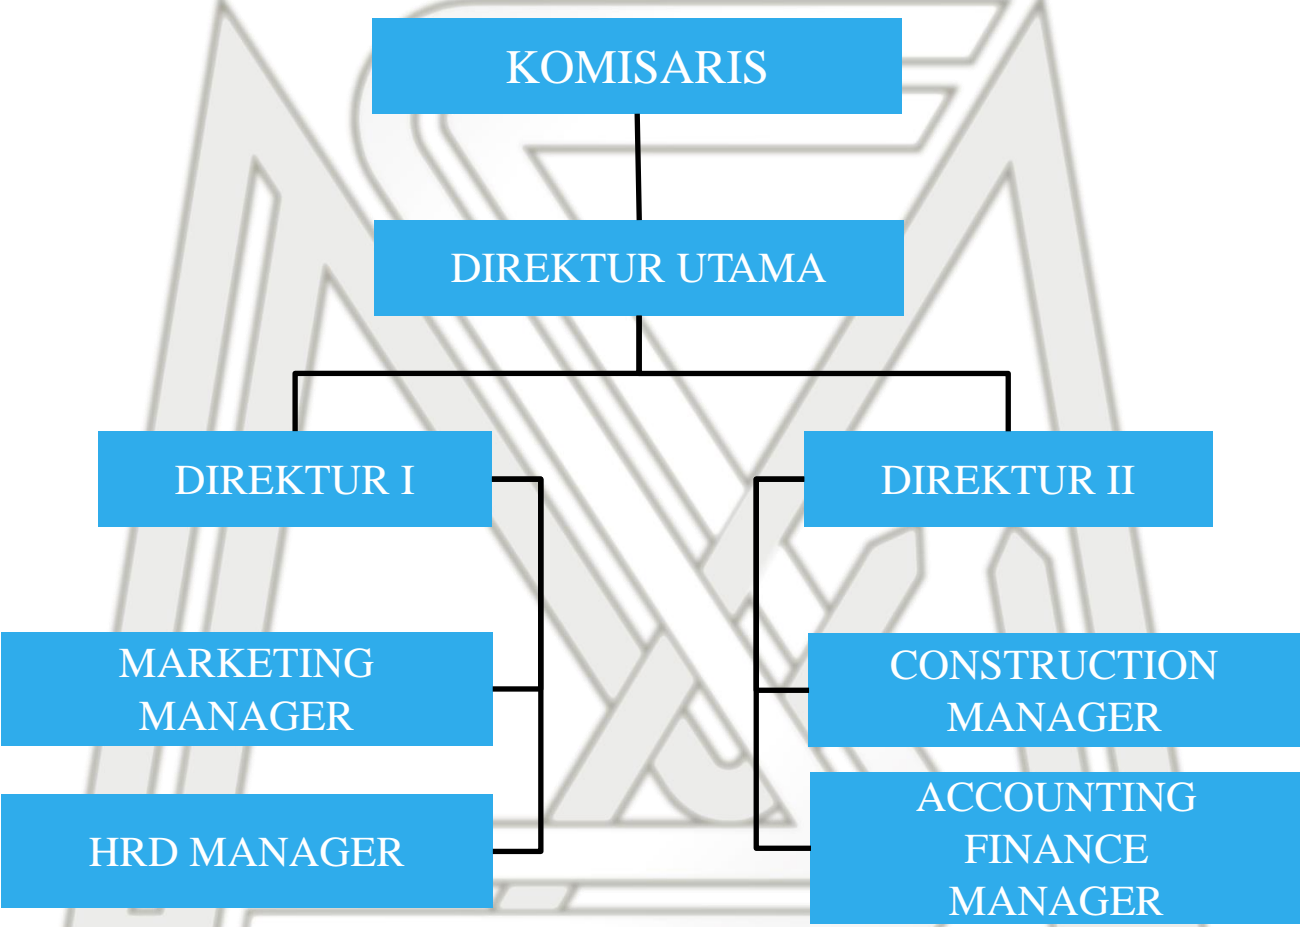 KOMISARIS
DIREKTUR UTAMA
DIREKTUR I
DIREKTUR II
MARKETING
MANAGER
CONSTRUCTION
MANAGER
HRD MANAGER
ACCOUNTING
FINANCE
MANAGER